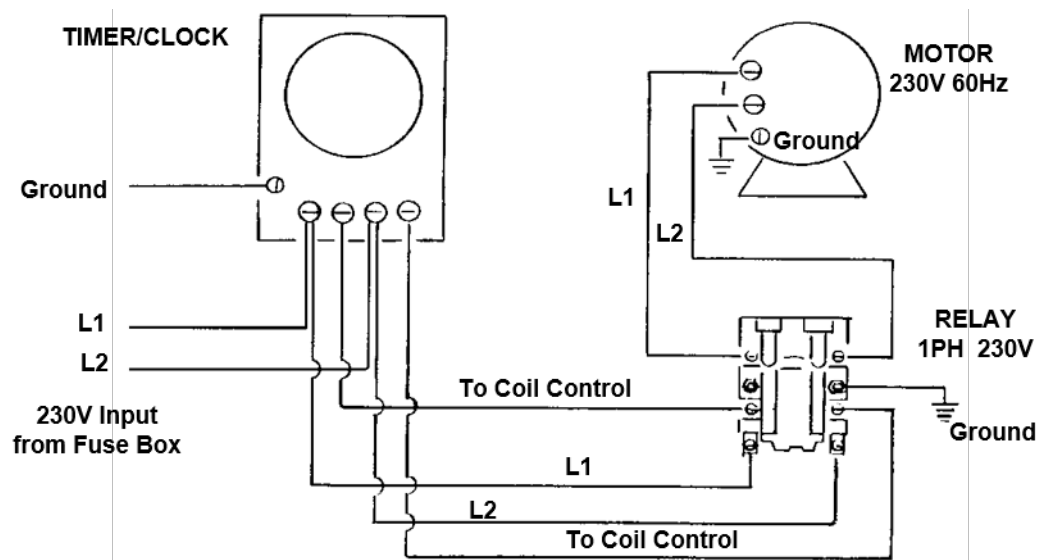 TIMER/CLOCK
MOTOR
230V 60Hz
Ground
Ground
L1
L2
L1
L2
RELAY
1PH 230V
To Coil Control
230V Input
from Fuse Box
Ground
L1
L2
To Coil Control